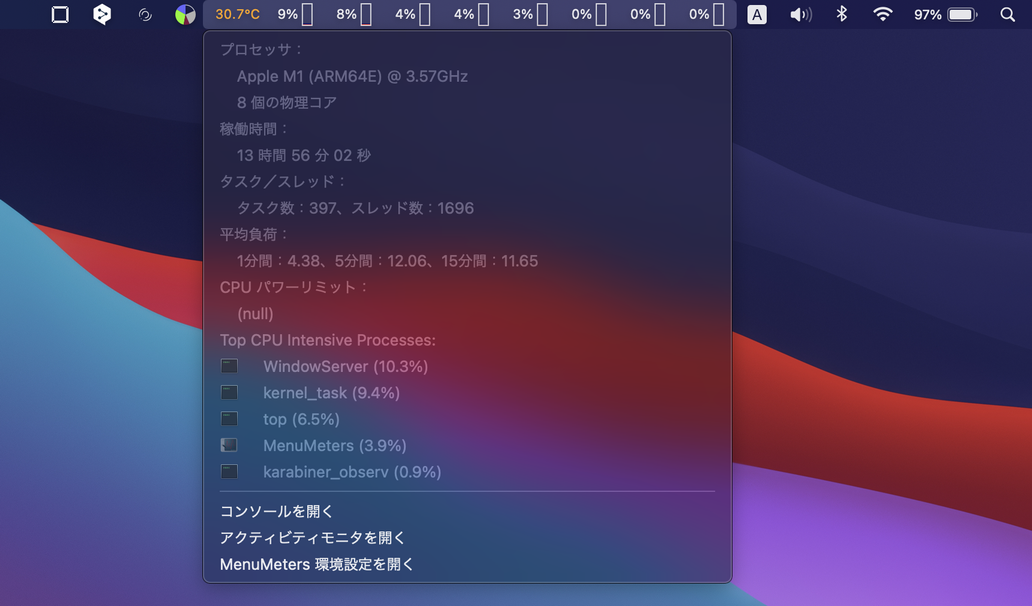 30.7°C 9% 8% 4% 4% 3% 0% 0% 0% A 97%
プロセッサ：
Apple M1 (ARM64E) @ 3.57GHz
8 個の物理コア
稼働時間：
13 時間 56 分 02 秒
タスク／スレッド：
タスク数：397、スレッド数：1696
平均負荷：
1分間：4.38、5分間：12.06、15分間：11.65
CPU パワーリミット：
(null)
Top CPU Intensive Processes:
WindowServer (10.3%)
kernel_task (9.4%)
top (6.5%)
MenuMeters (3.9%)
karabiner_observ (0.9%)
コンソールを開く
アクティビティモニタを開く
MenuMeters 環境設定を開く